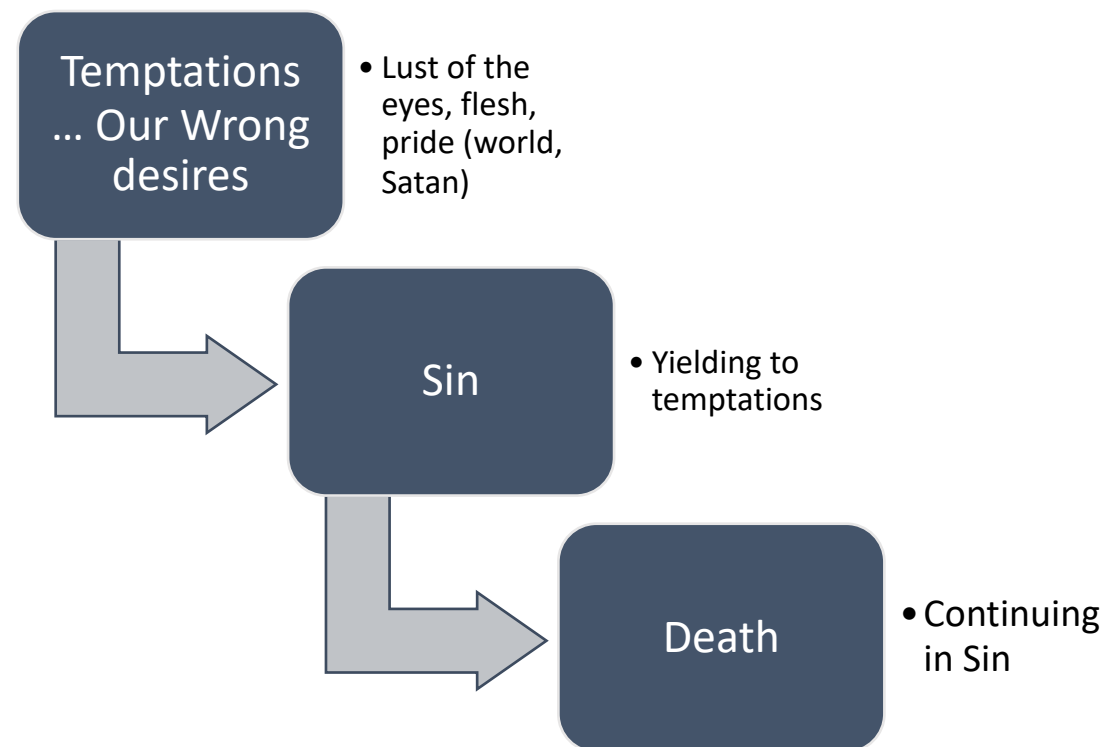 Temptations
... Our Wrong
desires
• Lust of the
eyes, flesh,
pride (world,
Satan)
Sin
• Yielding to
temptations
Death
• Continuing
in Sin